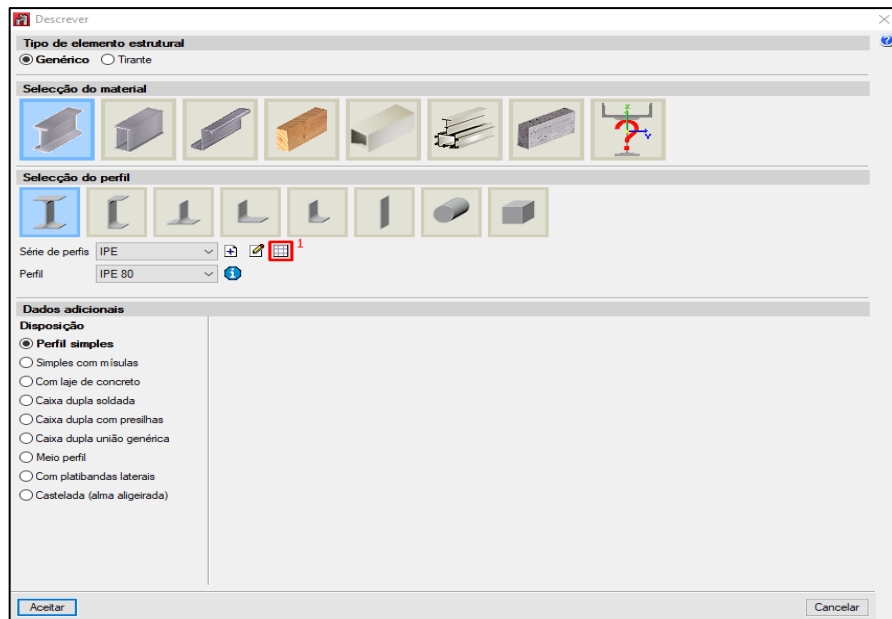 Descrever
Tipo de elemento estrutural
Genérico Tirante
Selecção do material
Selecção do perfil
Série de perfis IPE 1
Perfil IPE 80
Dados adicionais
Disposição
Perfil simples
Simples com mísulas
Com laje de concreto
Caixa dupla soldada
Caixa dupla com presilhas
Caixa dupla união genérica
Meio perfil
Com platibandas laterais
Castelada (alma aligeirada)
Aceitar Cancelar